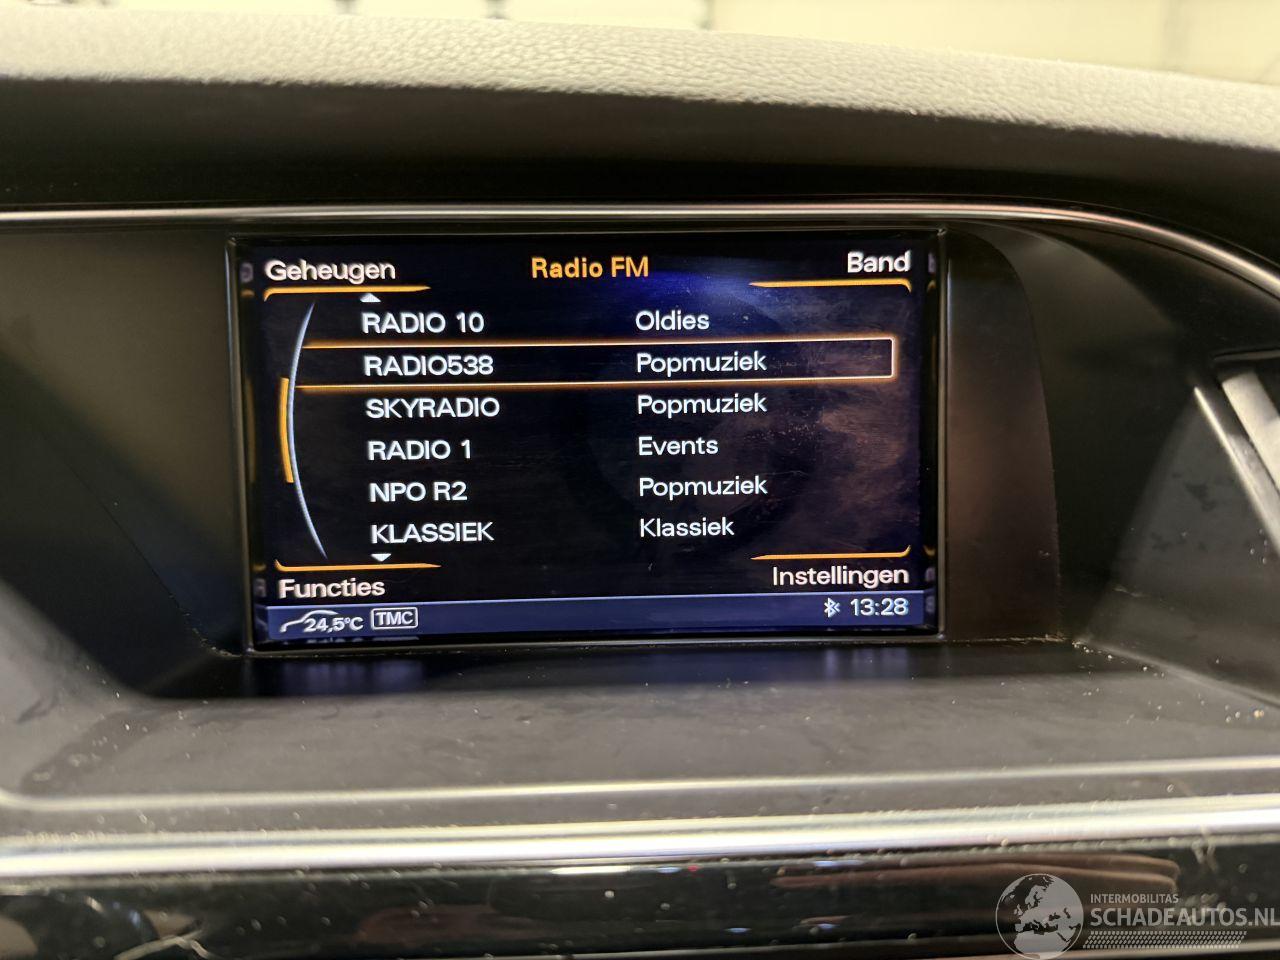 Geheugen Radio FM Band
RADIO 10 Oldies
RADIO538 Popmuziek
SKYRADIO Popmuziek
RADIO 1 Events
NPO R2 Popmuziek
KLASSIEK Klassiek
Functies Instellingen
24,5°C TMC 13:28
INTERMOBILITAS
SCHADEAUTOS.NL